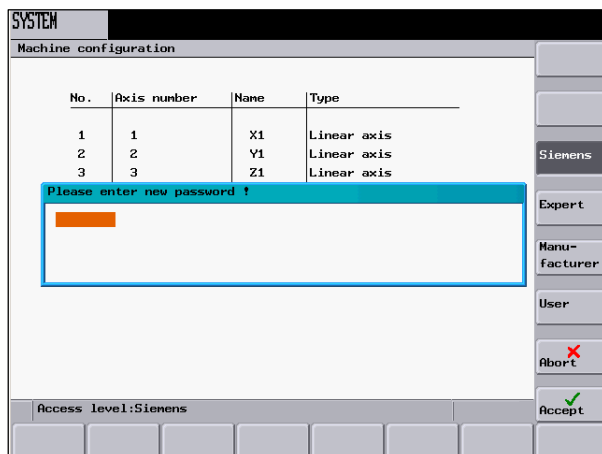 SYSTEM
Machine configuration
No. Axis number Name Type
1 1 X1 Linear axis
2 2 Y1 Linear axis
3 3 Z1 Linear axis
Please enter new password !
Siemens
Expert
Manu-
facturer
User
Abort
Access level:Siemens
Accept